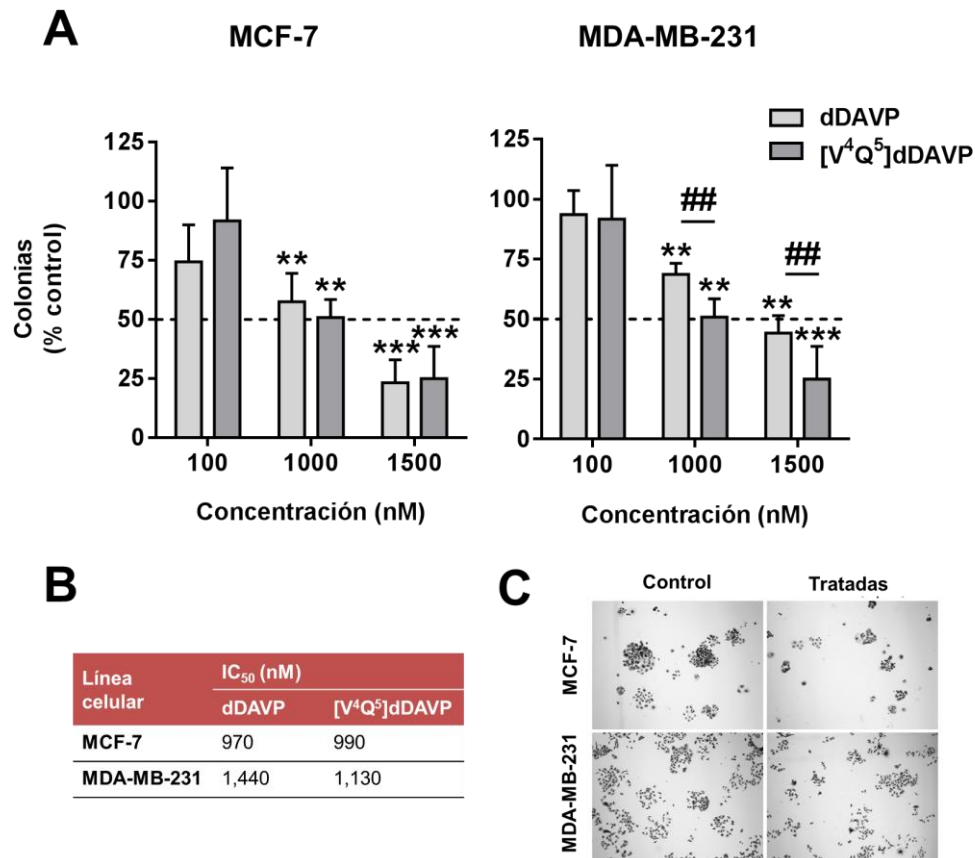 A
MCF-7
MDA-MB-231
dDAVP
[V⁴Q⁵]dDAVP
Colonias
(% control)
125
100
75
50
25
0
**
**
***
***
100
1000
1500
Concentración (nM)
125
100
75
50
25
0
##
##
**
**
**
***
100
1000
1500
Concentración (nM)
B
Línea
celular
IC₅₀ (nM)
dDAVP
[V⁴Q⁵]dDAVP
MCF-7
970
990
MDA-MB-231
1,440
1,130
C
Control
Tratadas
MCF-7
MDA-MB-231